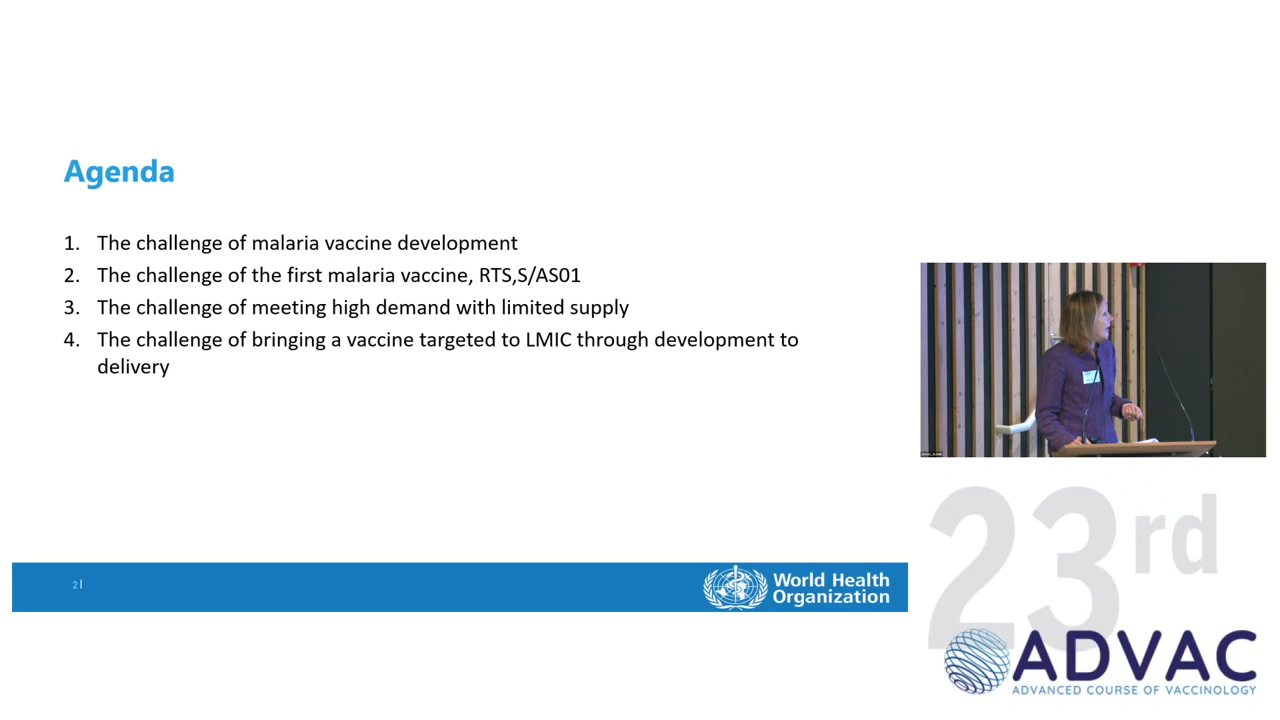 Agenda
1. The challenge of malaria vaccine development
2. The challenge of the first malaria vaccine, RTS,S/AS01
3. The challenge of meeting high demand with limited supply
4. The challenge of bringing a vaccine targeted to LMIC through development to
delivery
2 |
World Health
Organization
23rd
ADVAC
ADVANCED COURSE OF VACCINOLOGY